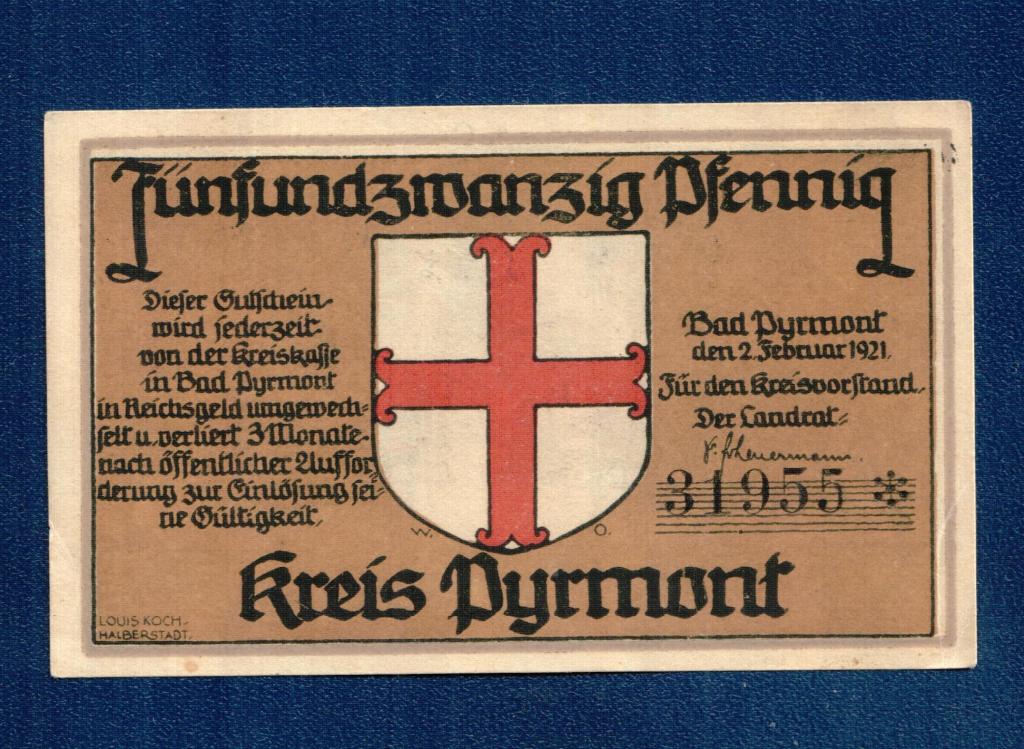 Fünfundzwanzig Pfennig
Dieser Gutschein
wird jederzeit
von der Kreiskasse
in Bad Pyrmont
in Reichsgeld umgewech-
selt u. verliert 3 Monate
nach öffentlicher Auffor
derung zur Einlösung sei-
ne Gültigkeit.
Bad Pyrmont
den 2. Februar 1921.
Für den Kreisvorstand.
Der Landrat:
31955 *
W. O.
Kreis Pyrmont
LOUIS KOCH.
HALBERSTADT.